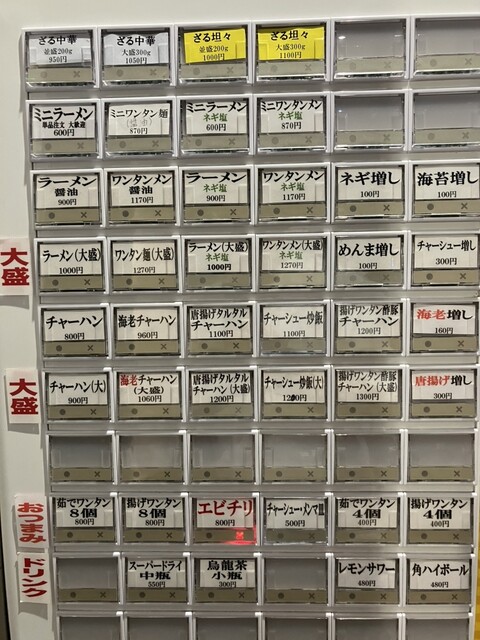 ざる中華
並盛200g
950円
ざる中華
大盛300g
1050円
ざる坦々
並盛200g
1000円
ざる坦々
大盛300g
1100円
ミニラーメン
単品注文 大歓迎
600円
ミニワンタン麺
870円
ミニラーメン
ネギ塩
600円
ミニワンタンメン
ネギ塩
870円
ラーメン
醤油
900円
ワンタンメン
醤油
1170円
ラーメン
ネギ塩
900円
ワンタンメン
ネギ塩
1170円
ネギ増し
100円
海苔増し
100円
大盛
ラーメン(大盛)
1000円
ワンタン麺(大盛)
1270円
ラーメン(大盛)
ネギ塩
1000円
ワンタンメン(大盛)
ネギ塩
1270円
めんま増し
100円
チャーシュー増し
300円
チャーハン
800円
海老チャーハン
960円
唐揚げタルタル
チャーハン
1100円
チャーシュー炒飯
1100円
揚げワンタン酢豚
チャーハン
1200円
海老増し
160円
大盛
チャーハン(大)
900円
海老チャーハン
(大盛)
1060円
唐揚げタルタル
チャーハン(大盛)
1200円
チャーシュー炒飯(大)
1200円
揚げワンタン酢豚
チャーハン(大盛)
1300円
唐揚げ増し
300円
おつまみ
茹でワンタン
8個
800円
揚げワンタン
8個
800円
エビチリ
800円
チャーシュー・メンマ皿
500円
茹でワンタン
4個
400円
揚げワンタン
4個
400円
ドリンク
スーパードライ
中瓶
550円
烏龍茶
小瓶
300円
レモンサワー
480円
角ハイボール
480円